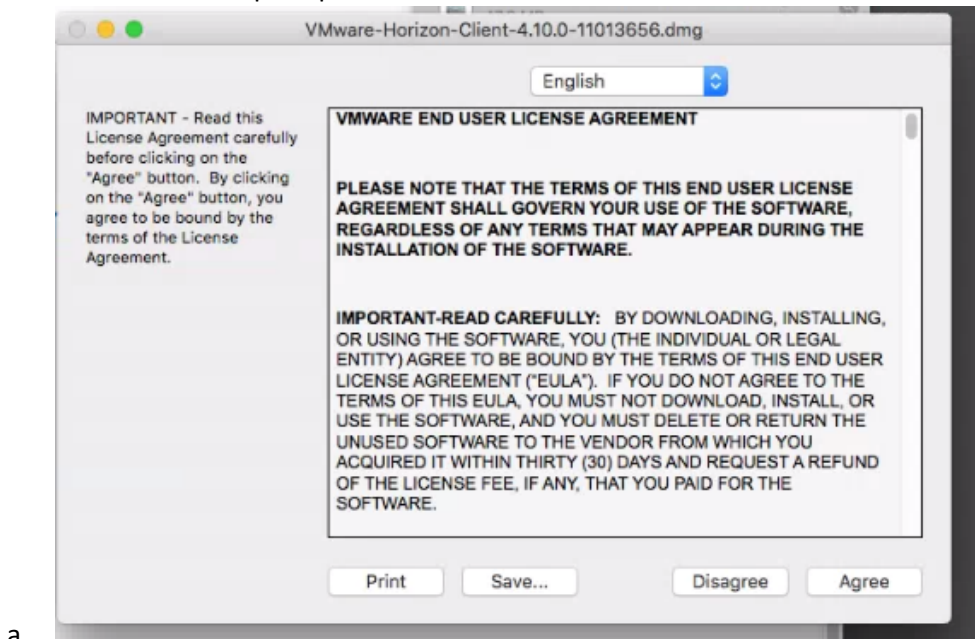 VMware-Horizon-Client-4.10.0-11013656.dmg
English
IMPORTANT - Read this
License Agreement carefully
before clicking on the
"Agree" button. By clicking
on the "Agree" button, you
agree to be bound by the
terms of the License
Agreement.
VMWARE END USER LICENSE AGREEMENT
PLEASE NOTE THAT THE TERMS OF THIS END USER LICENSE
AGREEMENT SHALL GOVERN YOUR USE OF THE SOFTWARE,
REGARDLESS OF ANY TERMS THAT MAY APPEAR DURING THE
INSTALLATION OF THE SOFTWARE.
IMPORTANT-READ CAREFULLY: BY DOWNLOADING, INSTALLING,
OR USING THE SOFTWARE, YOU (THE INDIVIDUAL OR LEGAL
ENTITY) AGREE TO BE BOUND BY THE TERMS OF THIS END USER
LICENSE AGREEMENT ("EULA"). IF YOU DO NOT AGREE TO THE
TERMS OF THIS EULA, YOU MUST NOT DOWNLOAD, INSTALL, OR
USE THE SOFTWARE, AND YOU MUST DELETE OR RETURN THE
UNUSED SOFTWARE TO THE VENDOR FROM WHICH YOU
ACQUIRED IT WITHIN THIRTY (30) DAYS AND REQUEST A REFUND
OF THE LICENSE FEE, IF ANY, THAT YOU PAID FOR THE
SOFTWARE.
Print Save... Disagree Agree
a